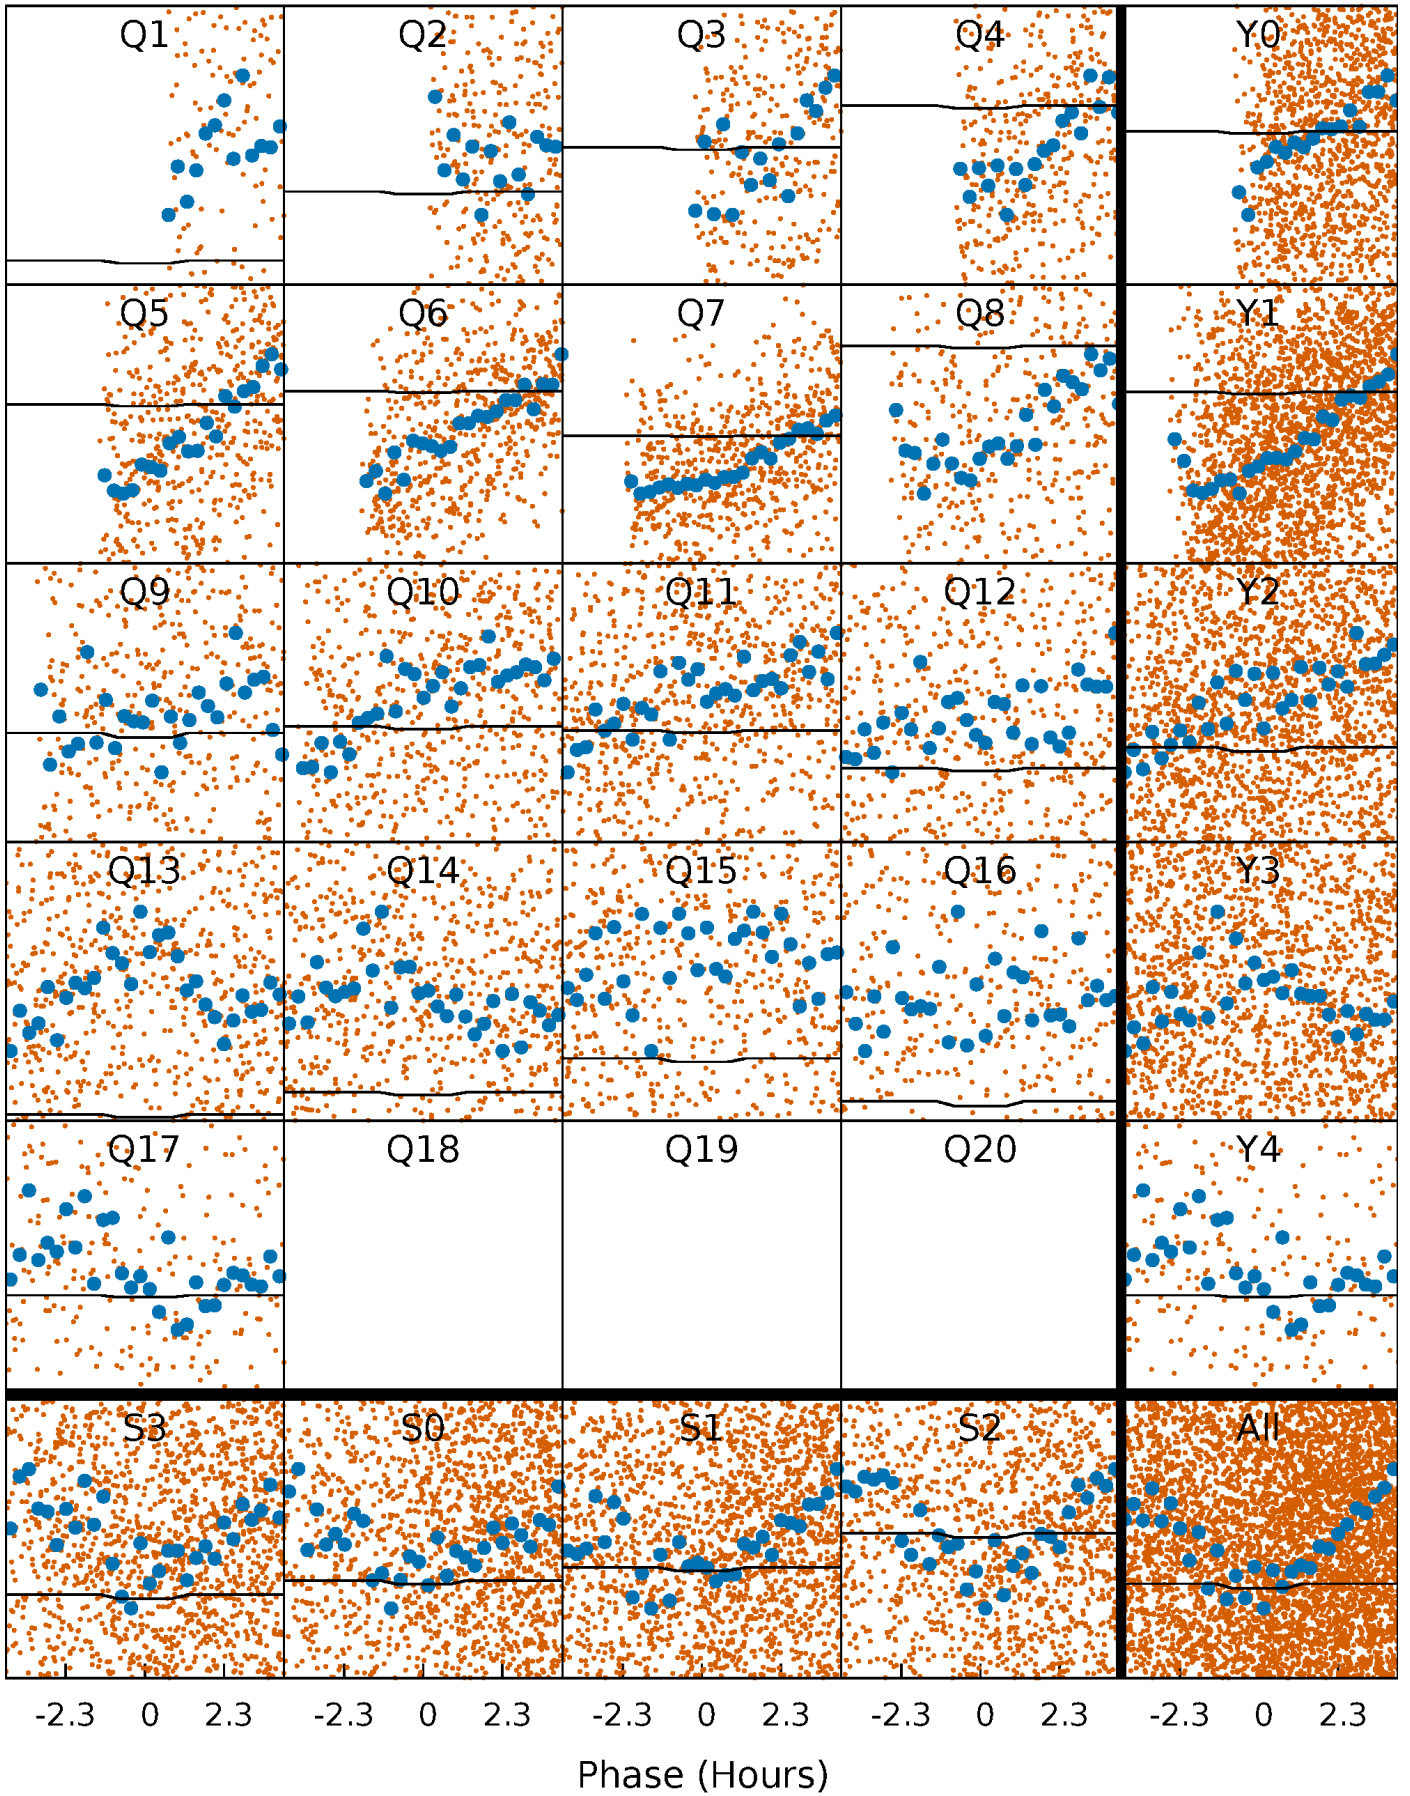 Q1 Q2 Q3 Q4 Y0
Q5 Q6 Q7 Q8 Y1
Q9 Q10 Q11 Q12 Y2
Q13 Q14 Q15 Q16 Y3
Q17 Q18 Q19 Q20 Y4
S3 S0 S1 S2 All
-2.3 0 2.3 -2.3 0 2.3 -2.3 0 2.3 -2.3 0 2.3 -2.3 0 2.3
Phase (Hours)